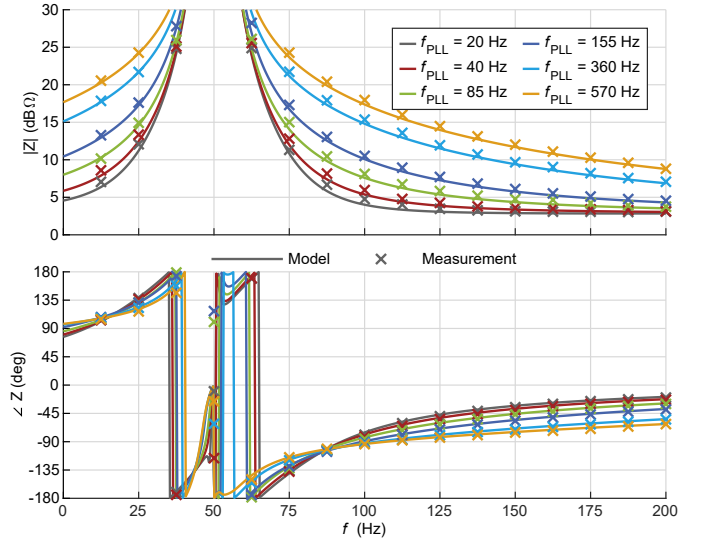 30
25
20
15
10
5
0
|Z| (dBΩ)
f_PLL = 20 Hz
f_PLL = 40 Hz
f_PLL = 85 Hz
f_PLL = 155 Hz
f_PLL = 360 Hz
f_PLL = 570 Hz
Model
Measurement
180
135
90
45
0
-45
-90
-135
-180
∠ Z (deg)
0 25 50 75 100 125 150 175 200
f (Hz)